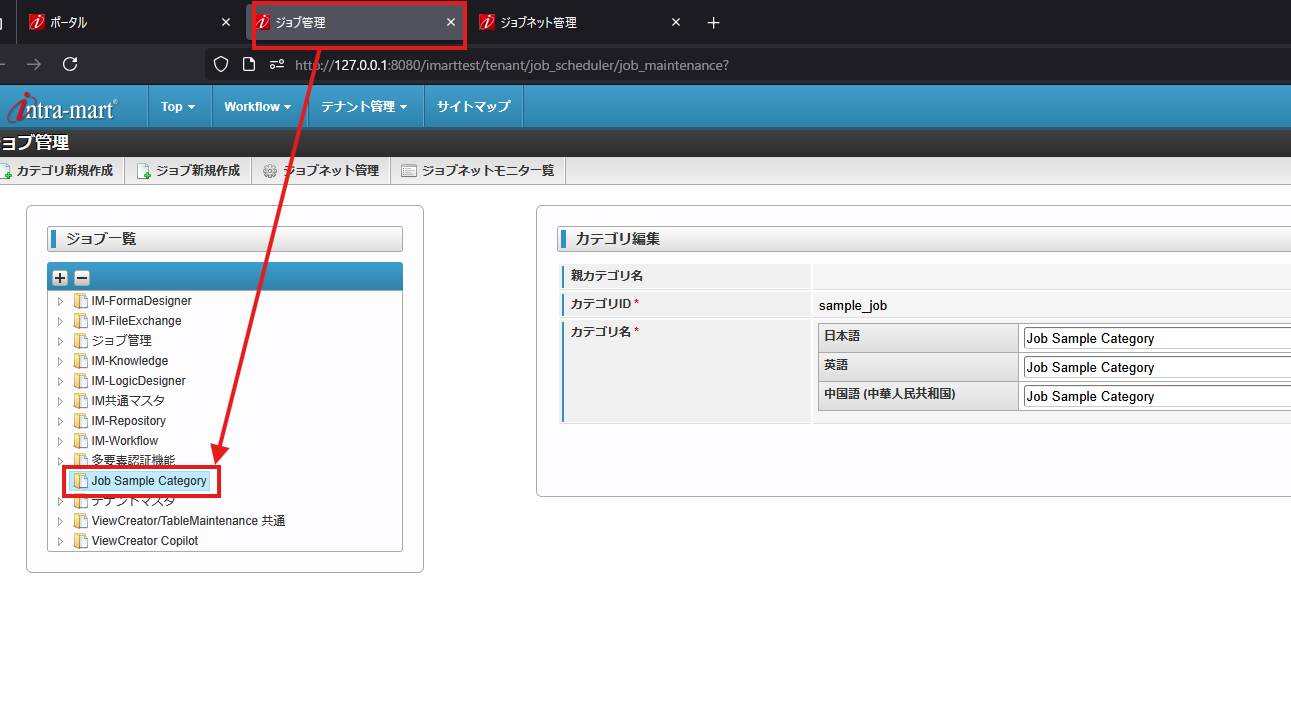 ポータル
ジョブ管理
ジョブネット管理
http://127.0.0.1:8080/imarttest/tenant/job_scheduler/job_maintenance?
intra-mart
Top
Workflow
テナント管理
サイトマップ
ョブ管理
カテゴリ新規作成
ジョブ新規作成
ジョブネット管理
ジョブネットモニタ一覧
ジョブ一覧
IM-FormaDesigner
IM-FileExchange
ジョブ管理
IM-Knowledge
IM-LogicDesigner
IM共通マスタ
IM-Repository
IM-Workflow
多要素認証機能
Job Sample Category
テナントマスタ
ViewCreator/TableMaintenance 共通
ViewCreator Copilot
カテゴリ編集
親カテゴリ名
カテゴリID *
sample_job
カテゴリ名 *
日本語
Job Sample Category
英語
Job Sample Category
中国語 (中華人民共和国)
Job Sample Category